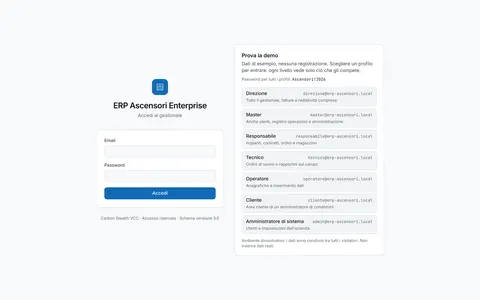 ERP Ascensori Enterprise
Accedi al gestionale
Email
Password
Accedi
Carbon Stealth VCC · Accesso riservato · Schema versione 5.0
Prova la demo
Dati di esempio, nessuna registrazione. Scegliere un profilo
per entrare: ogni livello vede solo ciò che gli compete.
Password per tutti i profili: Ascensori!2026
Direzione direzione@erp-ascensori.local
Tutto il gestionale, fatture e redditività comprese
Master master@erp-ascensori.local
Anche utenti, registro operazioni e amministrazione
Responsabile responsabile@erp-ascensori.local
Impianti, contratti, ordini e magazzino
Tecnico tecnico@erp-ascensori.local
Ordini di lavoro e rapportini sul campo
Operatore operatore@erp-ascensori.local
Anagrafiche e inserimento dati
Cliente cliente@erp-ascensori.local
Area cliente di un amministratore di condomini
Amministratore di sistema admin@erp-ascensori.local
Utenti e impostazioni dell'azienda
Ambiente dimostrativo: i dati sono condivisi tra tutti i visitatori. Non
inserire dati reali.